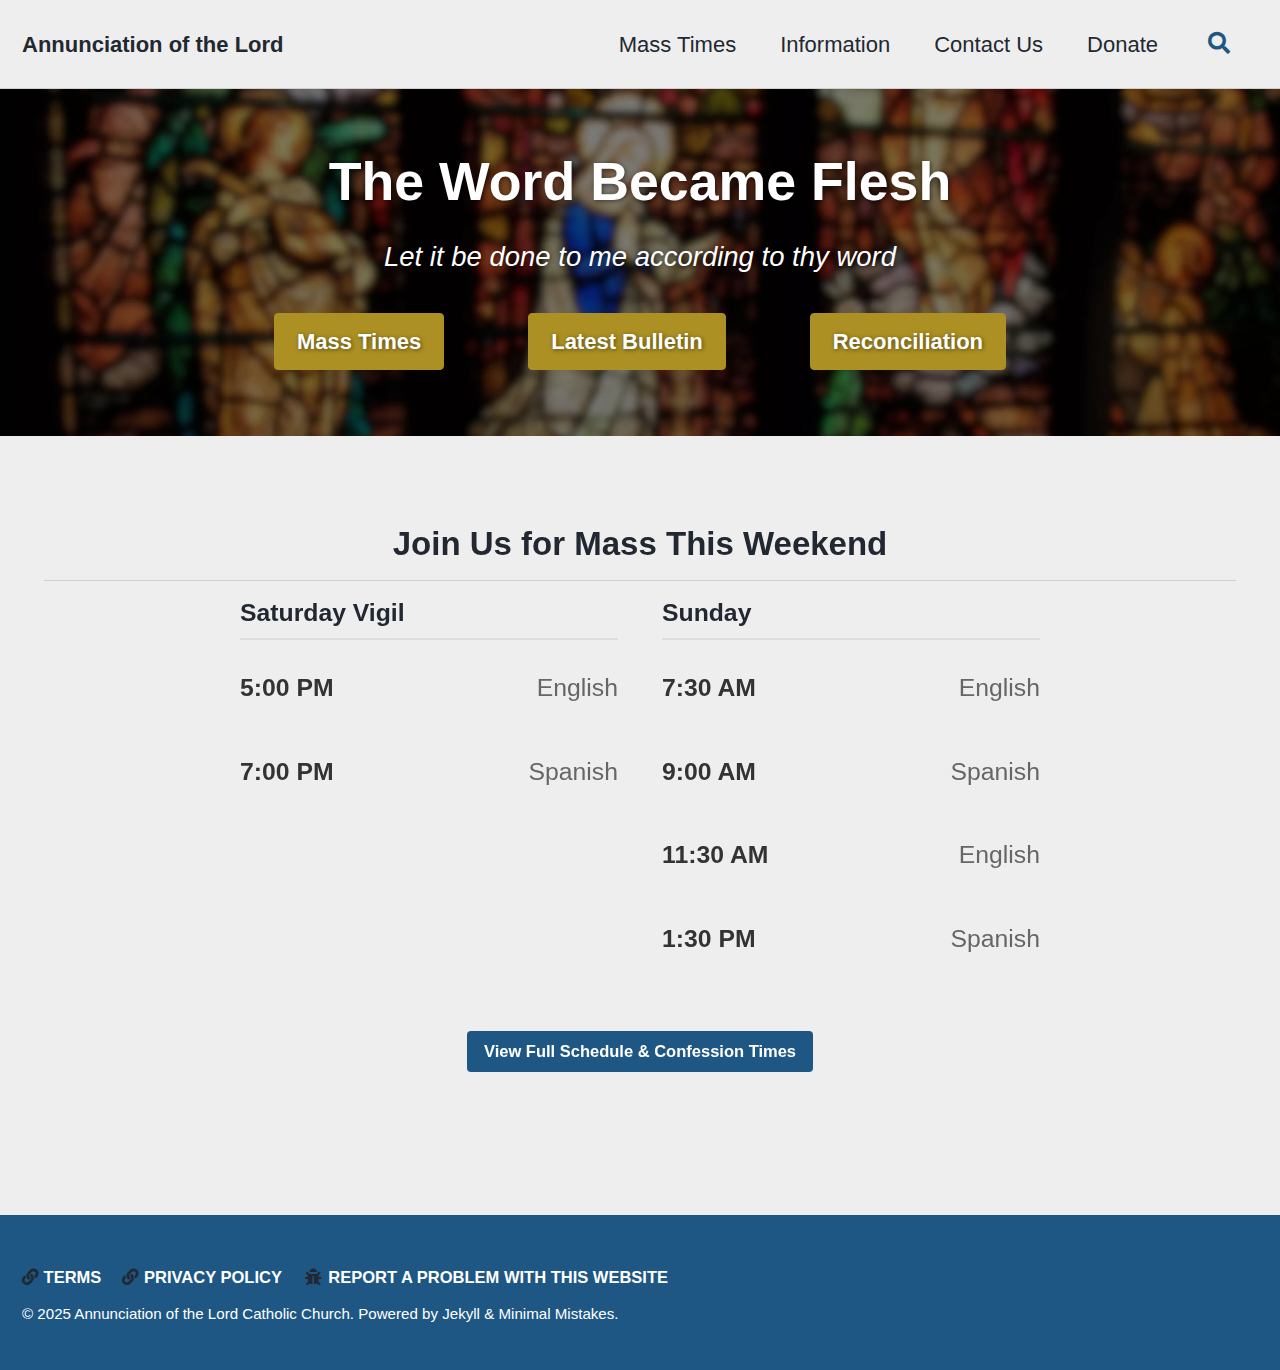 Annunciation of the Lord
Mass Times
Information
Contact Us
Donate
The Word Became Flesh
Let it be done to me according to thy word
Mass Times
Latest Bulletin
Reconciliation
Join Us for Mass This Weekend
Saturday Vigil
5:00 PM English
7:00 PM Spanish
Sunday
7:30 AM English
9:00 AM Spanish
11:30 AM English
1:30 PM Spanish
View Full Schedule & Confession Times
TERMS
PRIVACY POLICY
REPORT A PROBLEM WITH THIS WEBSITE
© 2025 Annunciation of the Lord Catholic Church. Powered by Jekyll & Minimal Mistakes.